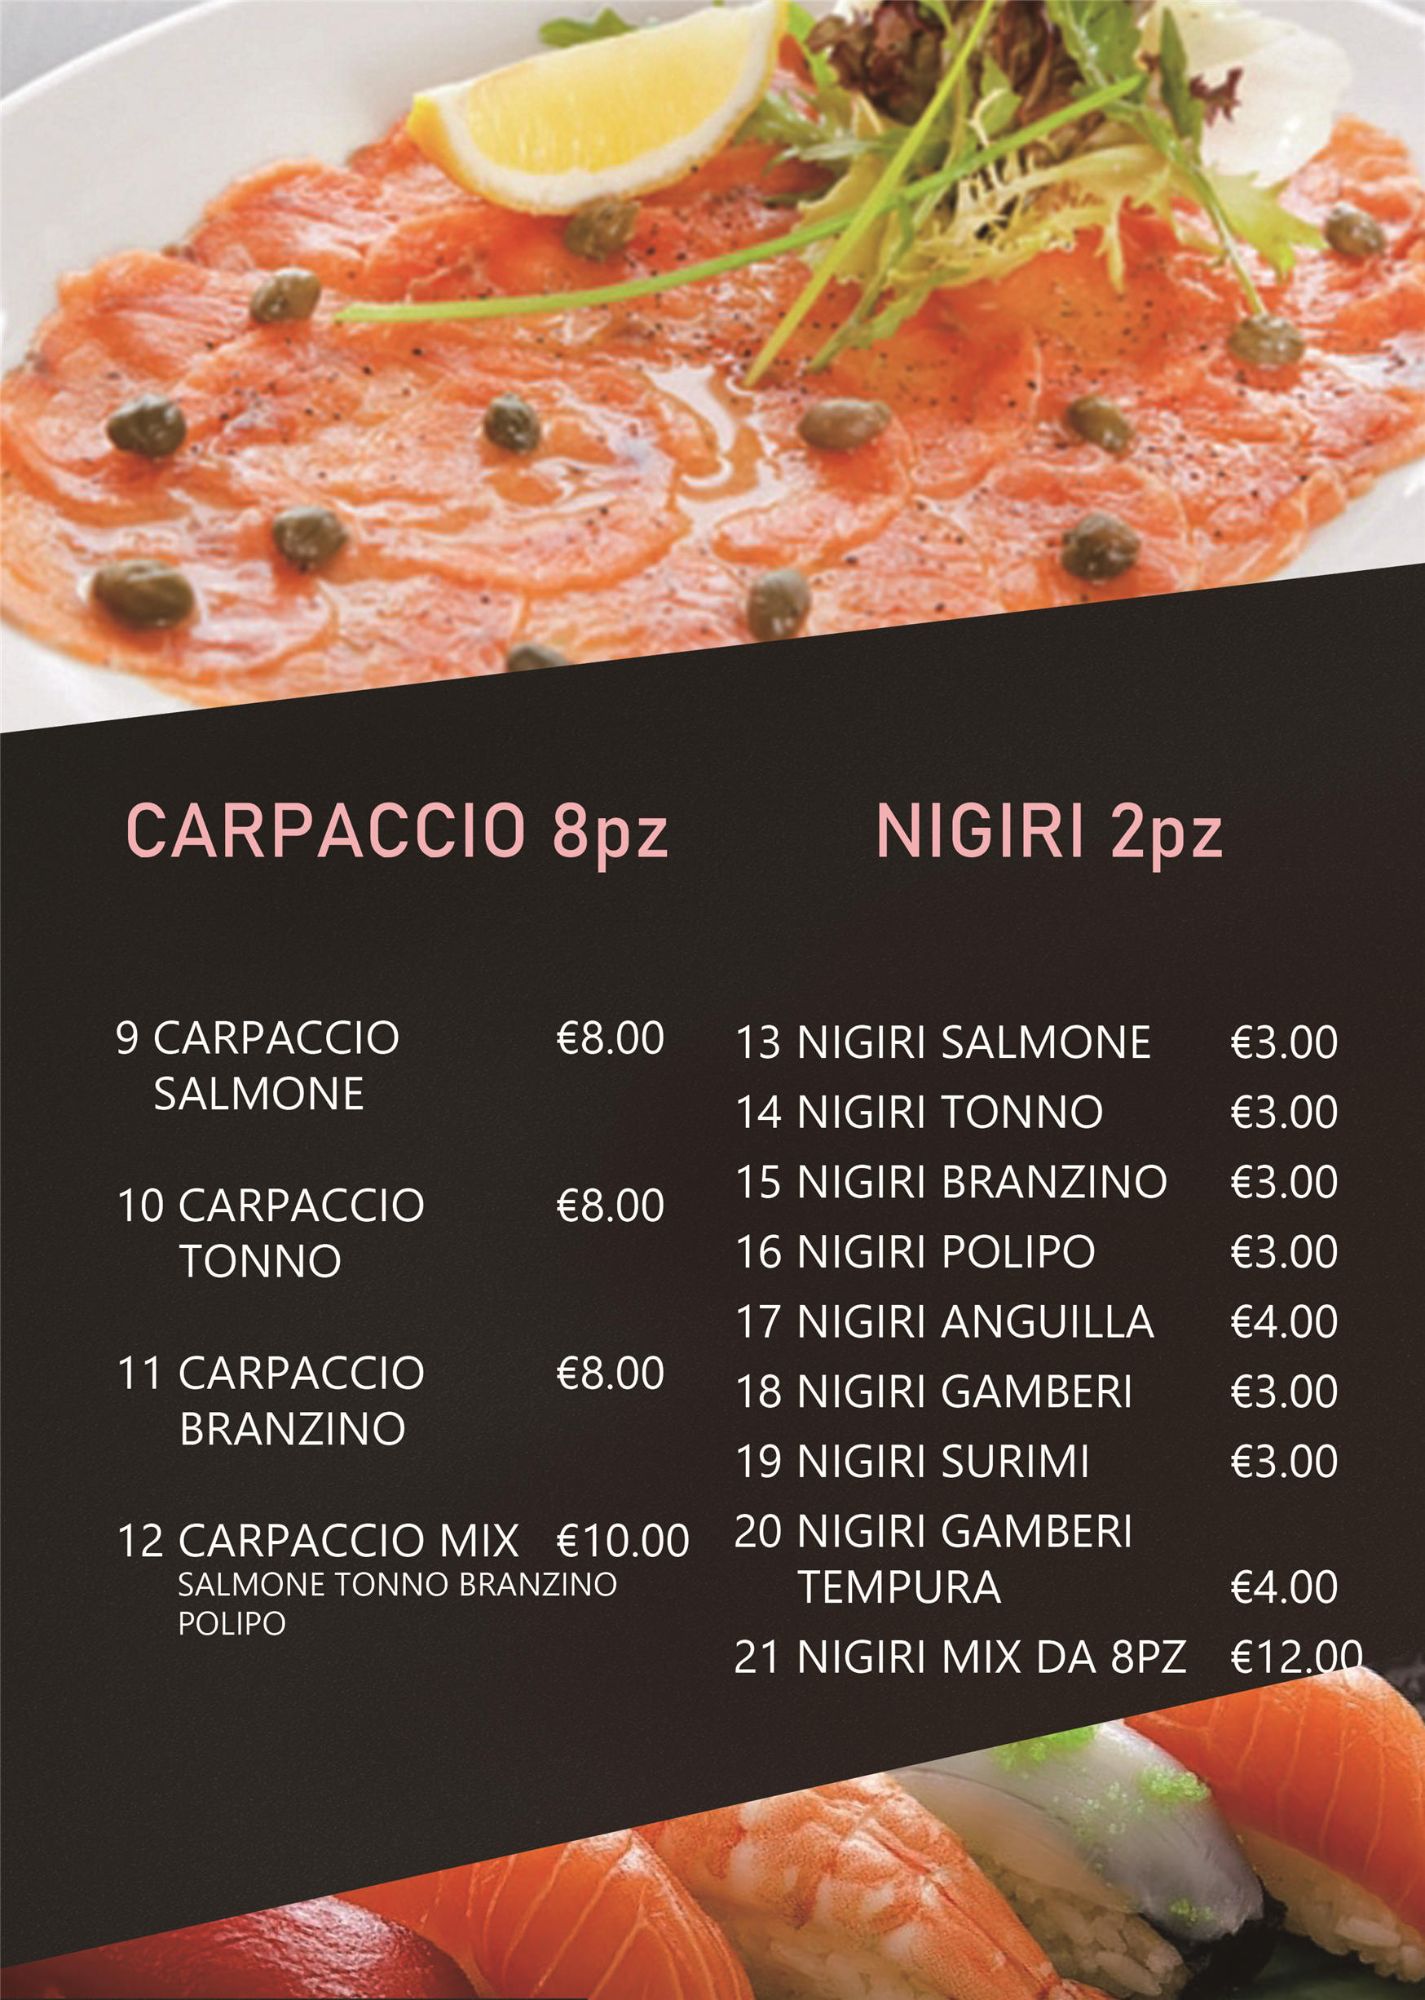 CARPACCIO 8pz
9 CARPACCIO €8.00
SALMONE
10 CARPACCIO €8.00
TONNO
11 CARPACCIO €8.00
BRANZINO
12 CARPACCIO MIX €10.00
SALMONE TONNO BRANZINO
POLIPO
NIGIRI 2pz
13 NIGIRI SALMONE €3.00
14 NIGIRI TONNO €3.00
15 NIGIRI BRANZINO €3.00
16 NIGIRI POLIPO €3.00
17 NIGIRI ANGUILLA €4.00
18 NIGIRI GAMBERI €3.00
19 NIGIRI SURIMI €3.00
20 NIGIRI GAMBERI
TEMPURA €4.00
21 NIGIRI MIX DA 8PZ €12.00